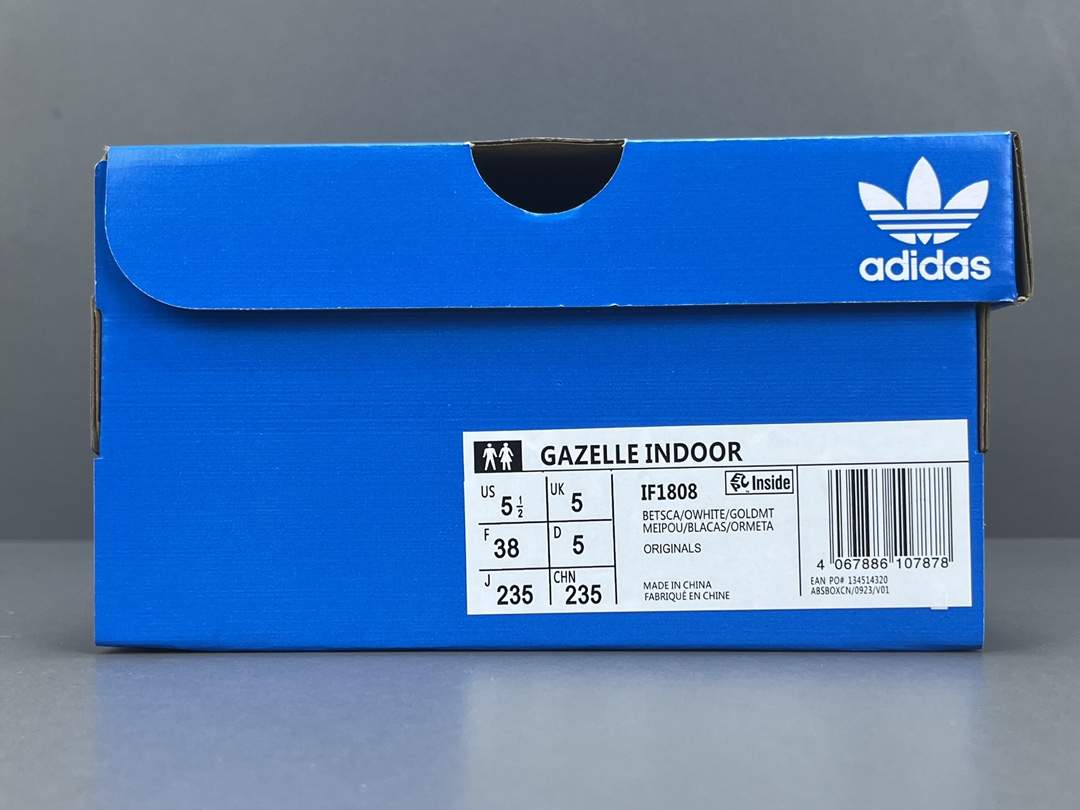 adidas
GAZELLE INDOOR
US 5 ½
UK 5
F 38
D 5
J 235
CHN 235
IF1808
Inside
BETSCA/OWHITE/GOLDMT
MEIPOU/BLACAS/ORMETA
ORIGINALS
MADE IN CHINA
FABRIQUÉ EN CHINE
4 067886 107878
EAN PO# 134514320
ABSBOXCN/0923/V01